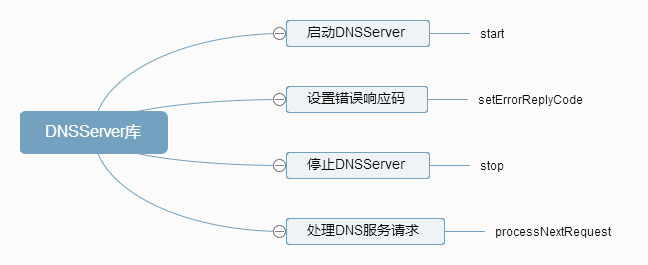 启动DNSServer
start
设置错误响应码
setErrorReplyCode
DNSServer库
停止DNSServer
stop
处理DNS服务请求
processNextRequest